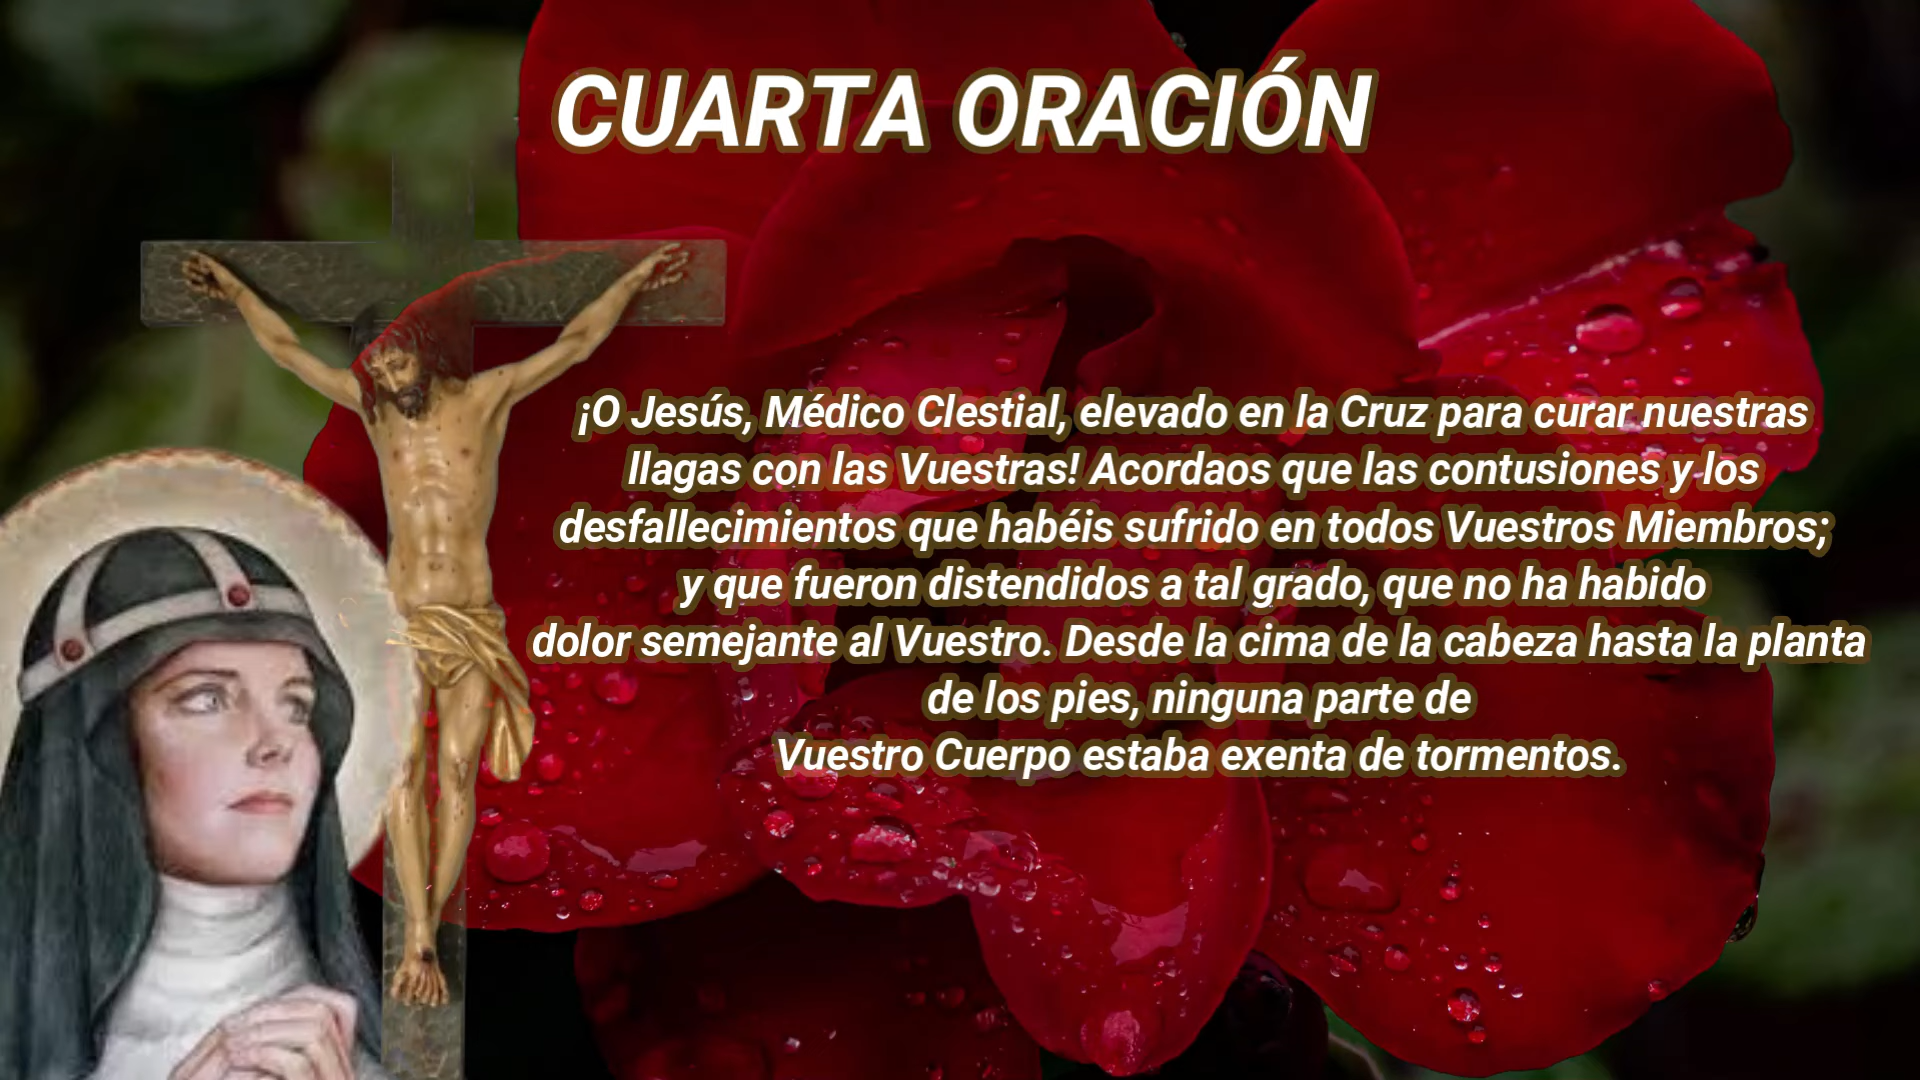 CUARTA ORACIÓN
¡O Jesús, Médico Clestial, elevado en la Cruz para curar nuestras
llagas con las Vuestras! Acordaos que las contusiones y los
desfallecimientos que habéis sufrido en todos Vuestros Miembros;
y que fueron distendidos a tal grado, que no ha habido
dolor semejante al Vuestro. Desde la cima de la cabeza hasta la planta
de los pies, ninguna parte de
Vuestro Cuerpo estaba exenta de tormentos.